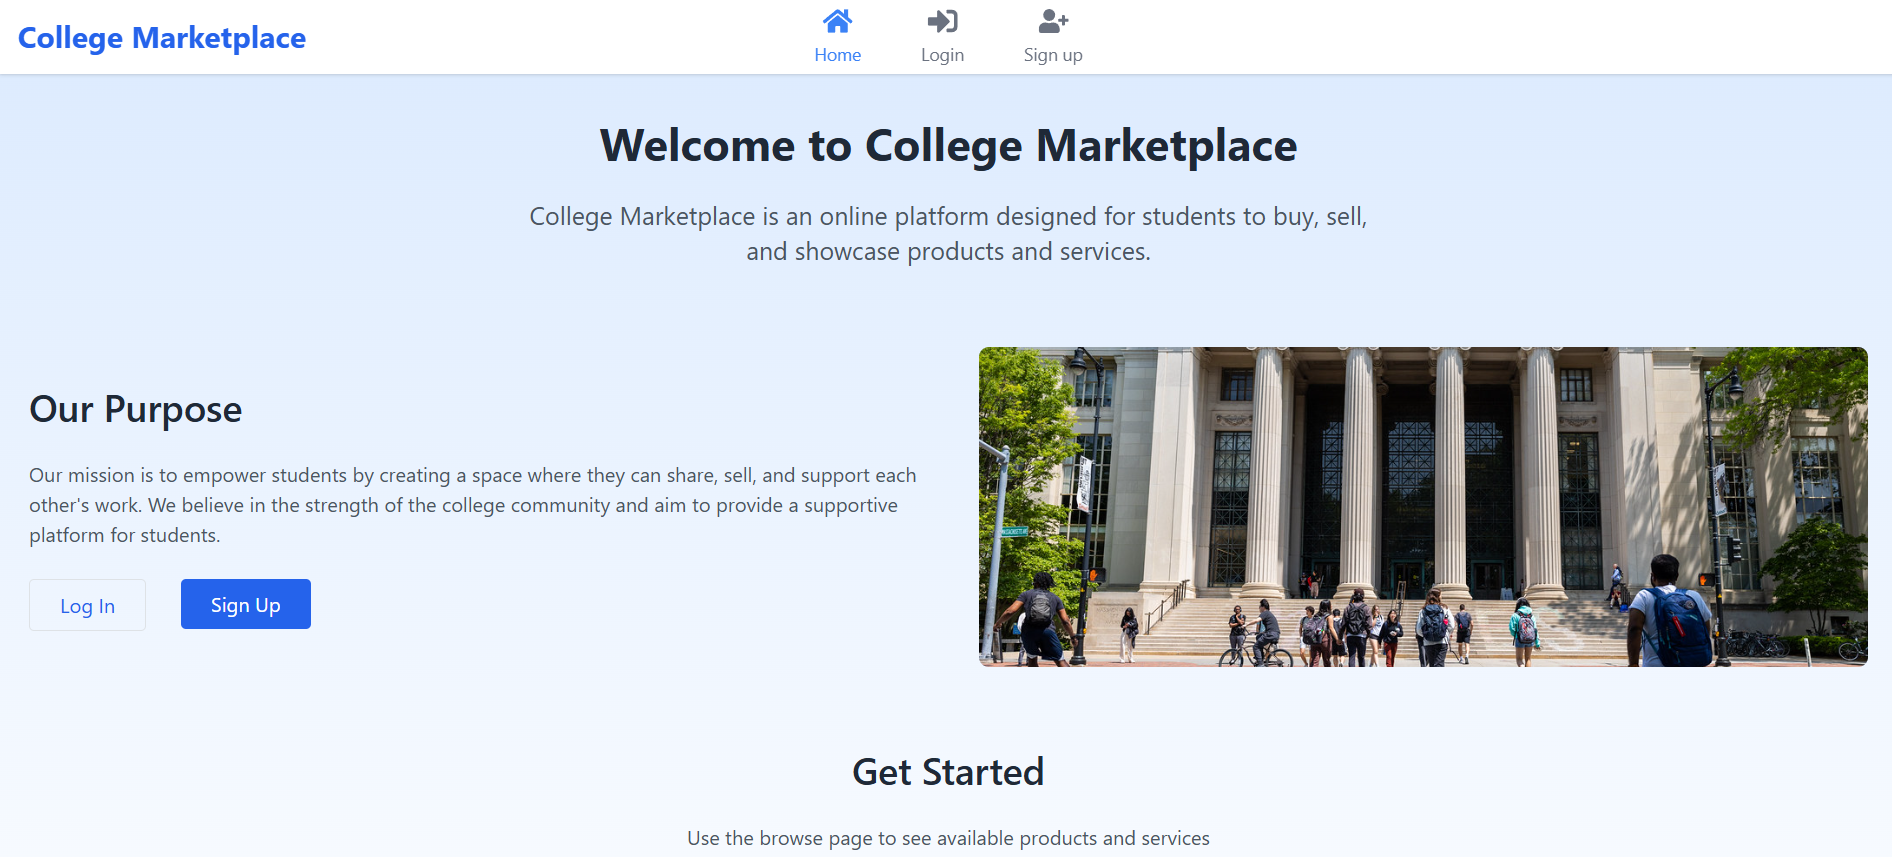 College Marketplace
Home
Login
Sign up
Welcome to College Marketplace
College Marketplace is an online platform designed for students to buy, sell,
and showcase products and services.
Our Purpose
Our mission is to empower students by creating a space where they can share, sell, and support each
other's work. We believe in the strength of the college community and aim to provide a supportive
platform for students.
Log In
Sign Up
Get Started
Use the browse page to see available products and services